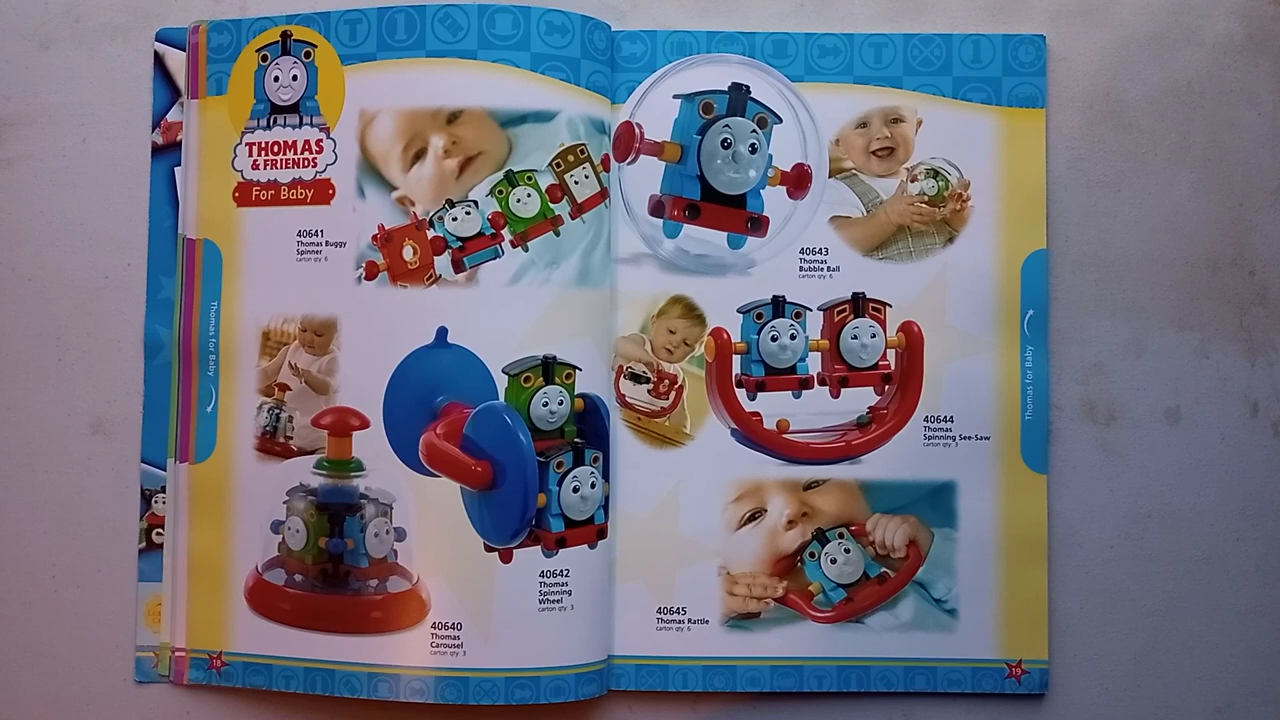 THOMAS
& FRIENDS
For Baby
40641
Thomas Buggy
Spinner
carton qty: 6
Thomas for Baby
40642
Thomas
Spinning
Wheel
carton qty: 3
40640
Thomas
Carousel
carton qty: 3
18
40643
Thomas
Bubble Ball
carton qty: 6
40644
Thomas
Spinning See-Saw
carton qty: 3
Thomas for Baby
40645
Thomas Rattle
carton qty: 6
19